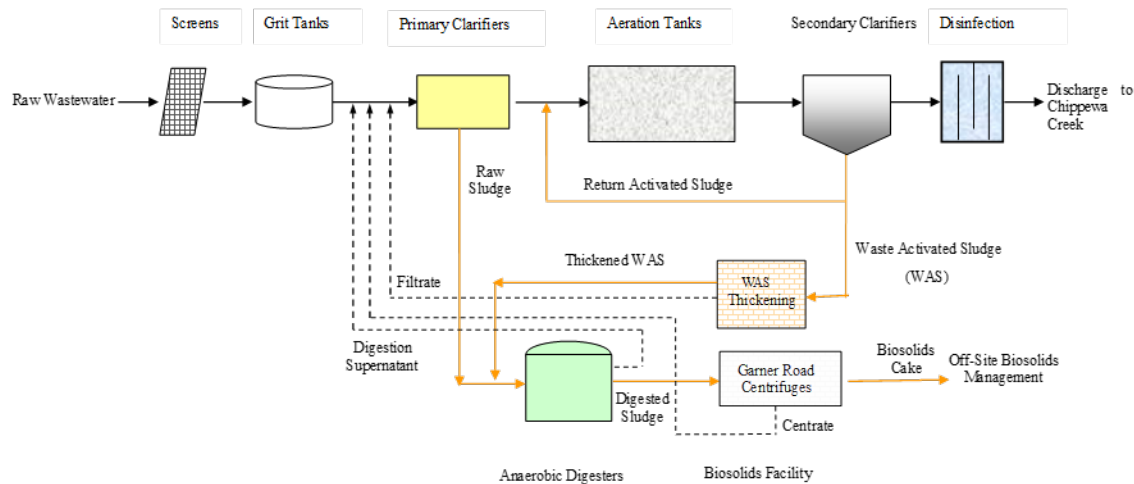 Screens
Grit Tanks
Primary Clarifiers
Aeration Tanks
Secondary Clarifiers
Disinfection
Raw Wastewater
Discharge to
Chippewa
Creek
Raw
Sludge
Return Activated Sludge
Waste Activated Sludge
(WAS)
Thickened WAS
Filtrate
WAS
Thickening
Digestion
Supernatant
Digested
Sludge
Garner Road
Centrifuges
Biosolids
Cake
Off-Site Biosolids
Management
Centrate
Anaerobic Digesters
Biosolids Facility